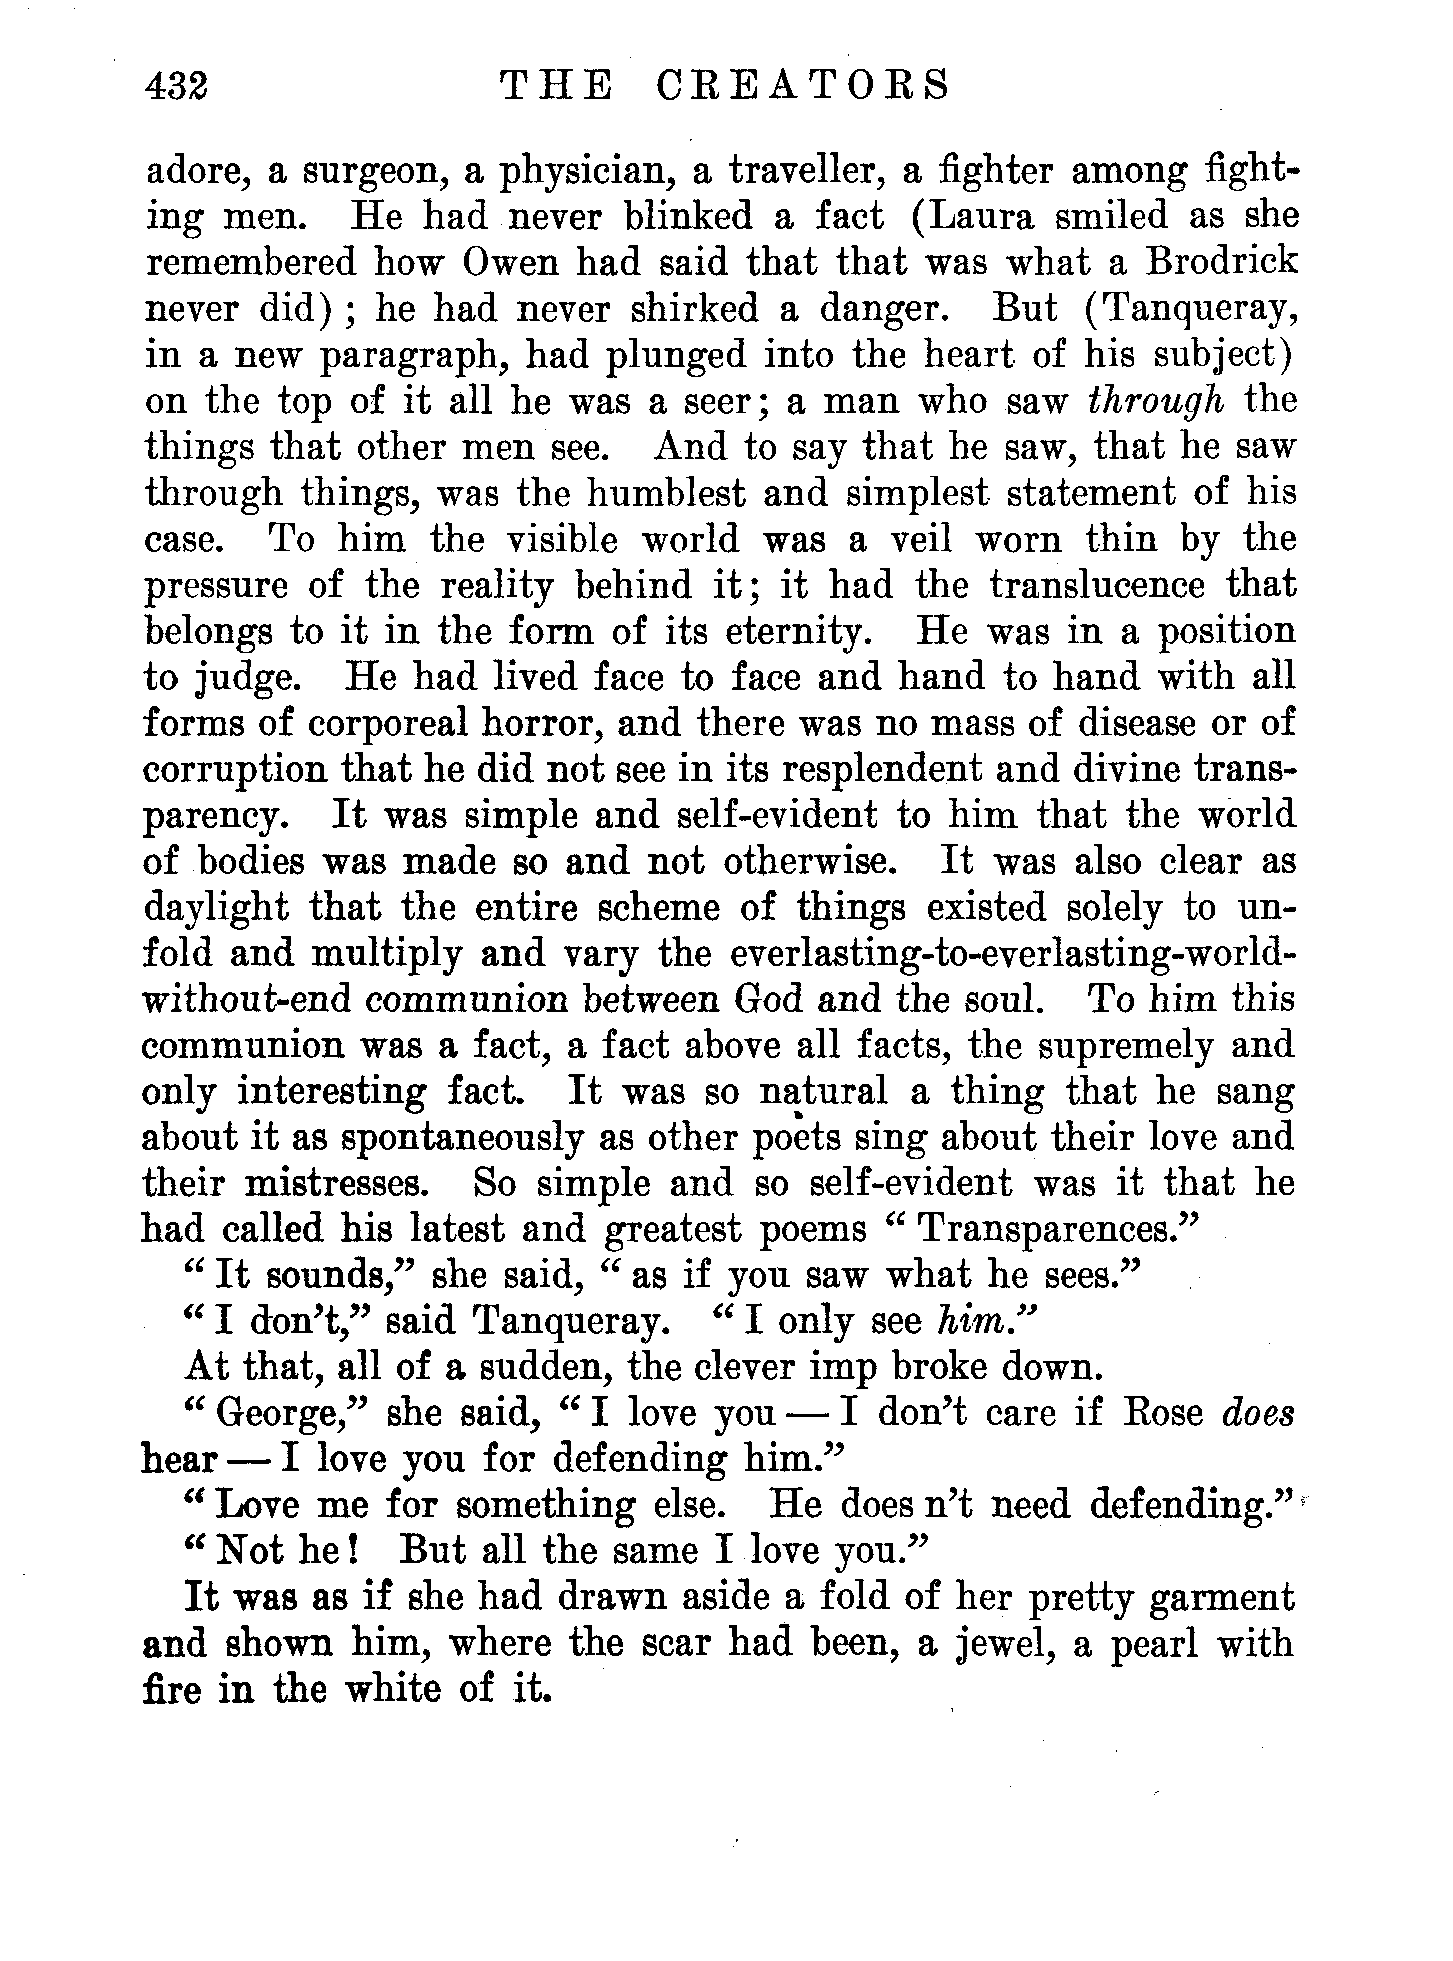 432 THE CREATORS
adore, a surgeon, a physician, a traveller, a fighter among fight-
ing men. He had never blinked a fact (Laura smiled as she
remembered how Owen had said that that was what a Brodrick
never did) ; he had never shirked a danger. But (Tanqueray,
in a new paragraph, had plunged into the heart of his subject)
on the top of it all he was a seer; a man who saw through the
things that other men see. And to say that he saw, that he saw
through things, was the humblest and simplest statement of his
case. To him the visible world was a veil worn thin by the
pressure of the reality behind it; it had the translucence that
belongs to it in the form of its eternity. He was in a position
to judge. He had lived face to face and hand to hand with all
forms of corporeal horror, and there was no mass of disease or of
corruption that he did not see in its resplendent and divine trans-
parency. It was simple and self-evident to him that the world
of bodies was made so and not otherwise. It was also clear as
daylight that the entire scheme of things existed solely to un-
fold and multiply and vary the everlasting-to-everlasting-world-
without-end communion between God and the soul. To him this
communion was a fact, a fact above all facts, the supremely and
only interesting fact. It was so natural a thing that he sang
about it as spontaneously as other poets sing about their love and
their mistresses. So simple and so self-evident was it that he
had called his latest and greatest poems “ Transparences.”
“ It sounds,” she said, “ as if you saw what he sees.”
“ I don’t,” said Tanqueray. “ I only see him.”
At that, all of a sudden, the clever imp broke down.
“ George,” she said, “ I love you — I don’t care if Rose does
hear — I love you for defending him.”
“ Love me for something else. He does n’t need defending.”
“ Not he! But all the same I love you.”
It was as if she had drawn aside a fold of her pretty garment
and shown him, where the scar had been, a jewel, a pearl with
fire in the white of it.